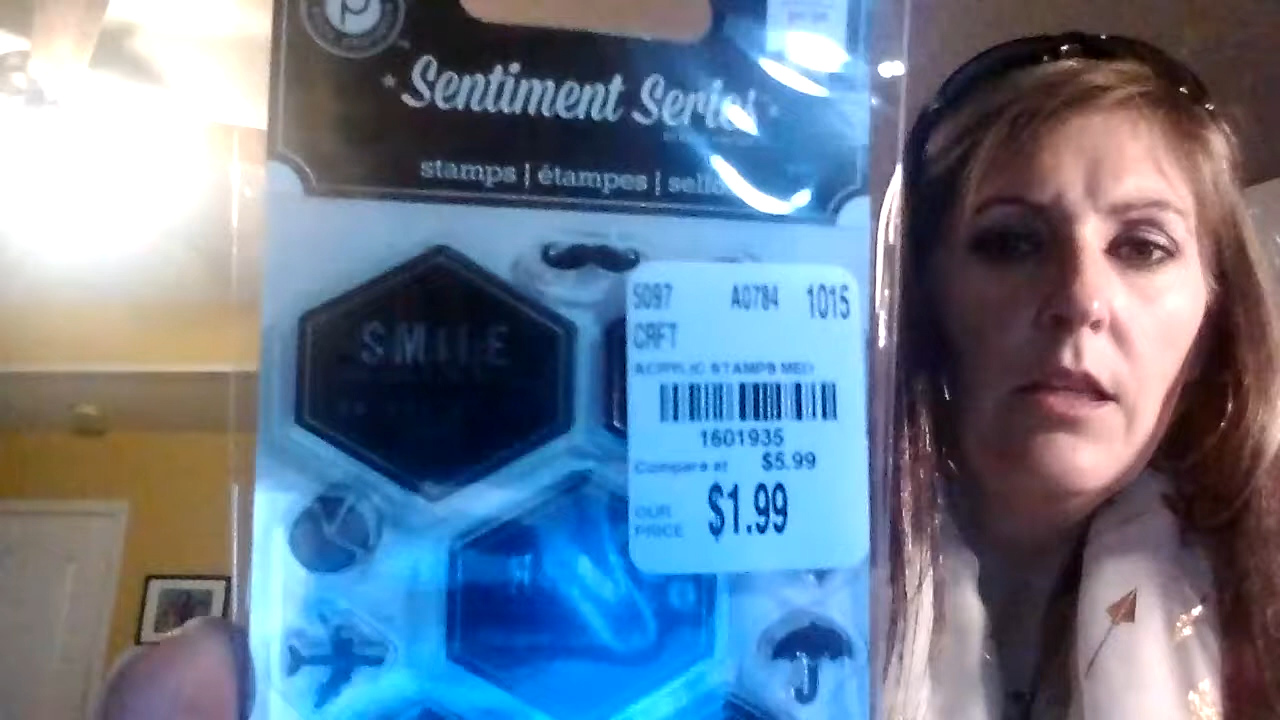 Sentiment Series
stamps | étampes | sello
SMILE
5097 A0784 1015
CRFT
ACRYLIC STAMPS MED
1601935
Compare at $5.99
OUR PRICE $1.99